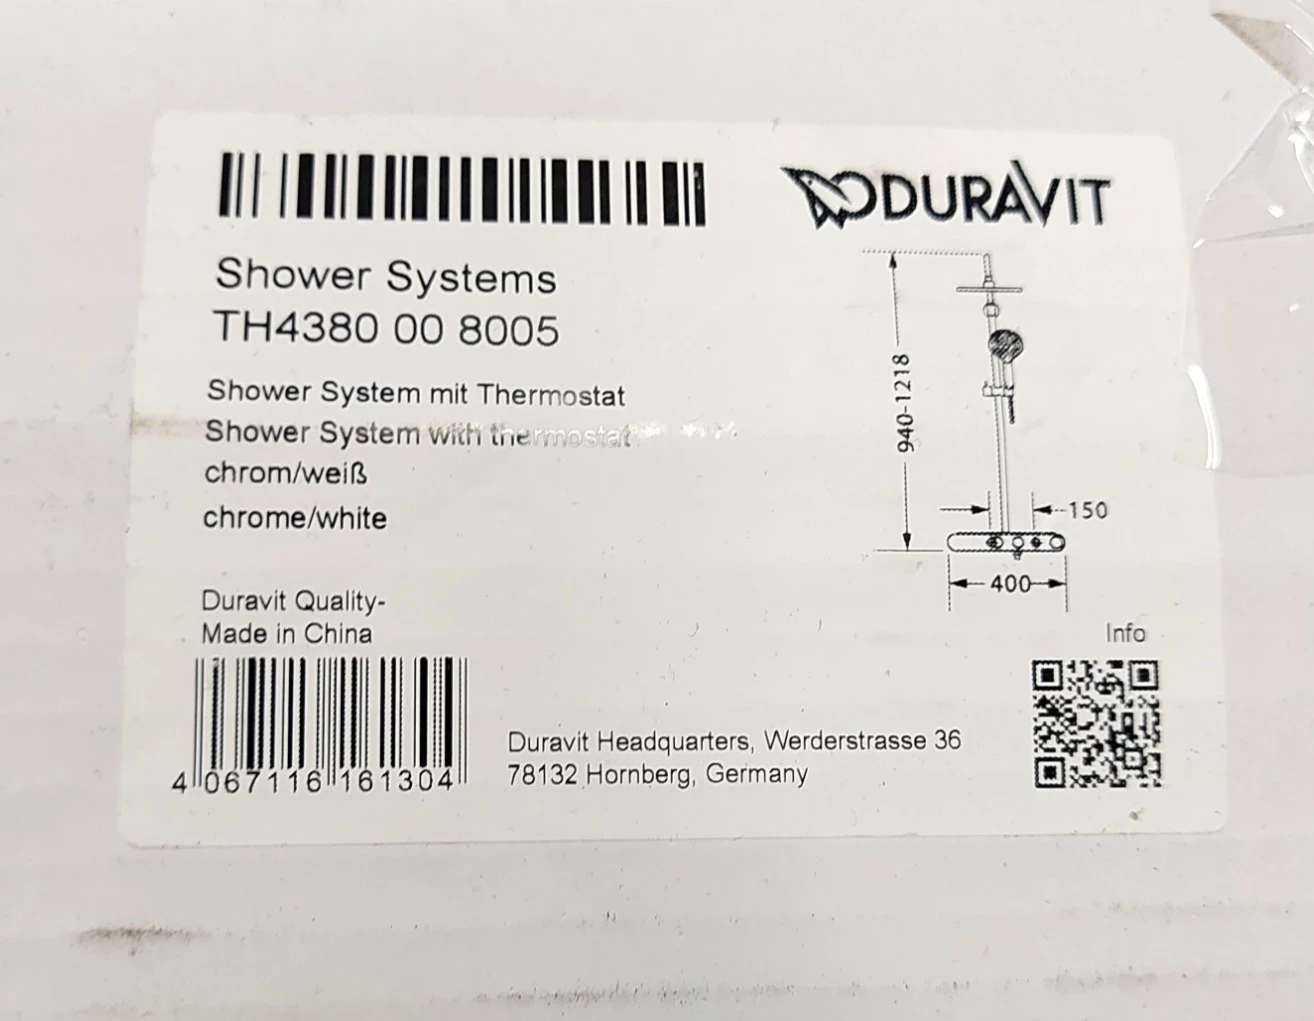 DURAVIT
Shower Systems
TH4380 00 8005
Shower System mit Thermostat
Shower System with thermostat
chrom/weiß
chrome/white
940-1218
150
400
Duravit Quality-
Made in China
Info
4 067116 161304
Duravit Headquarters, Werderstrasse 36
78132 Hornberg, Germany